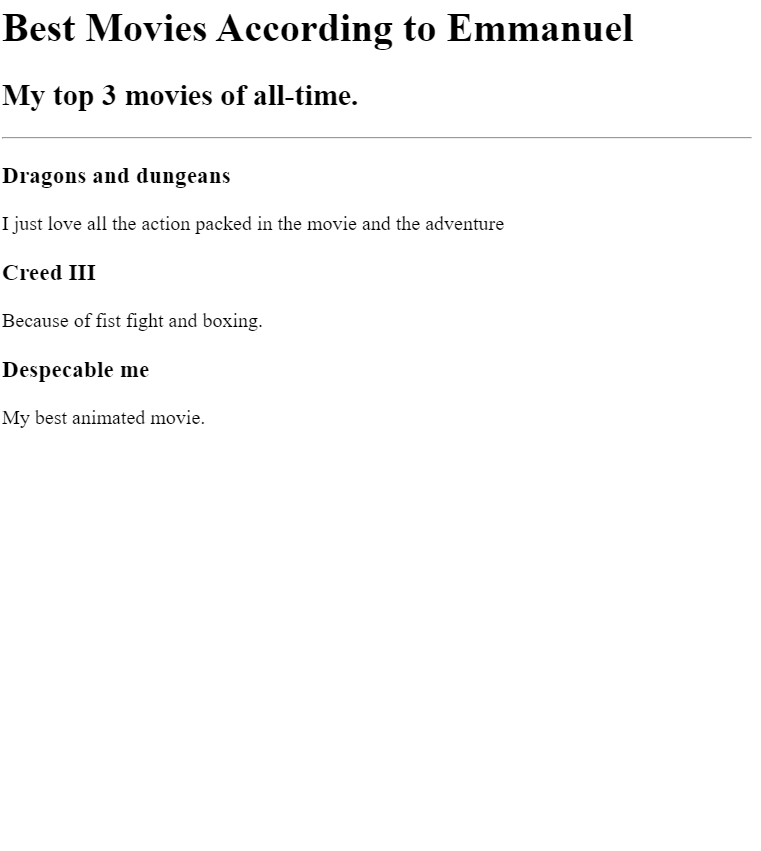 Best Movies According to Emmanuel
My top 3 movies of all-time.
Dragons and dungeans
I just love all the action packed in the movie and the adventure
Creed III
Because of fist fight and boxing.
Despecable me
My best animated movie.